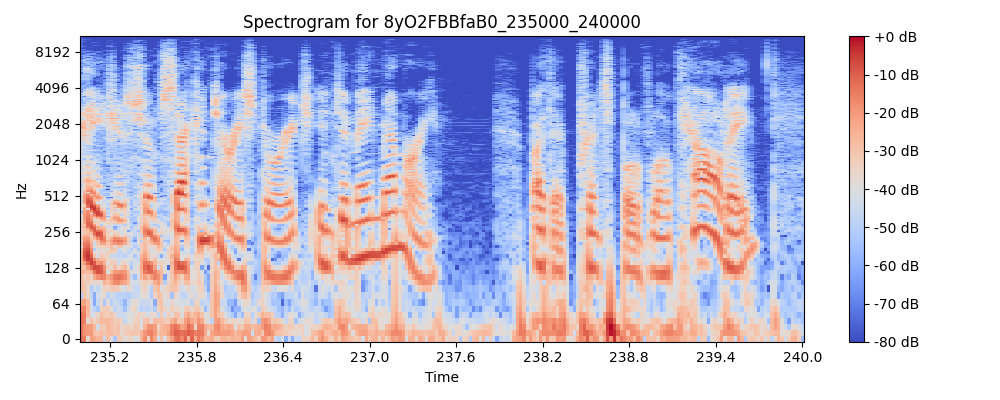 Spectrogram for 8yO2FBBfaB0_235000_240000
Hz
8192
4096
2048
1024
512
256
128
64
0
235.2 235.8 236.4 237.0 237.6 238.2 238.8 239.4 240.0
Time
+0 dB
-10 dB
-20 dB
-30 dB
-40 dB
-50 dB
-60 dB
-70 dB
-80 dB